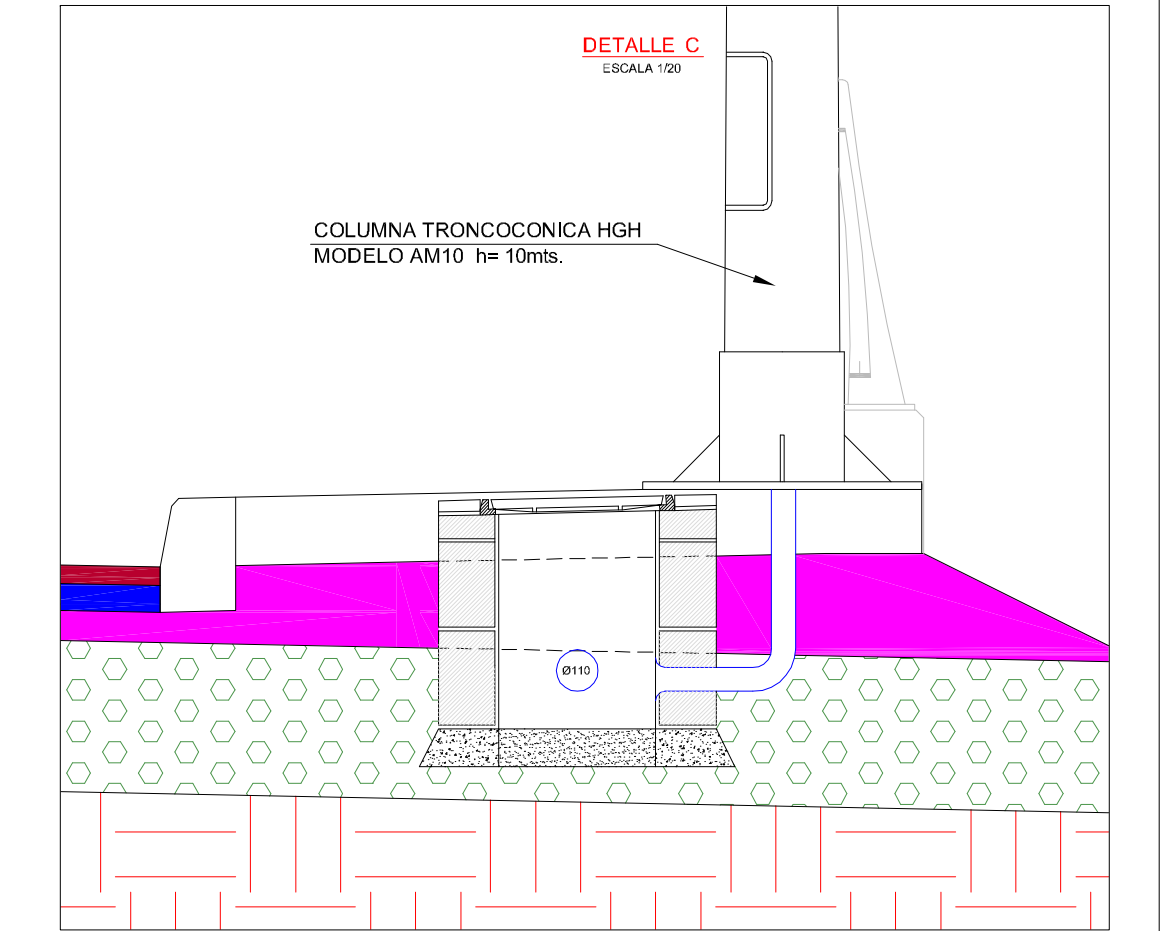 DETALLE C
ESCALA 1/20
COLUMNA TRONCOCONICA HGH
MODELO AM10 h= 10mts.
Ø110